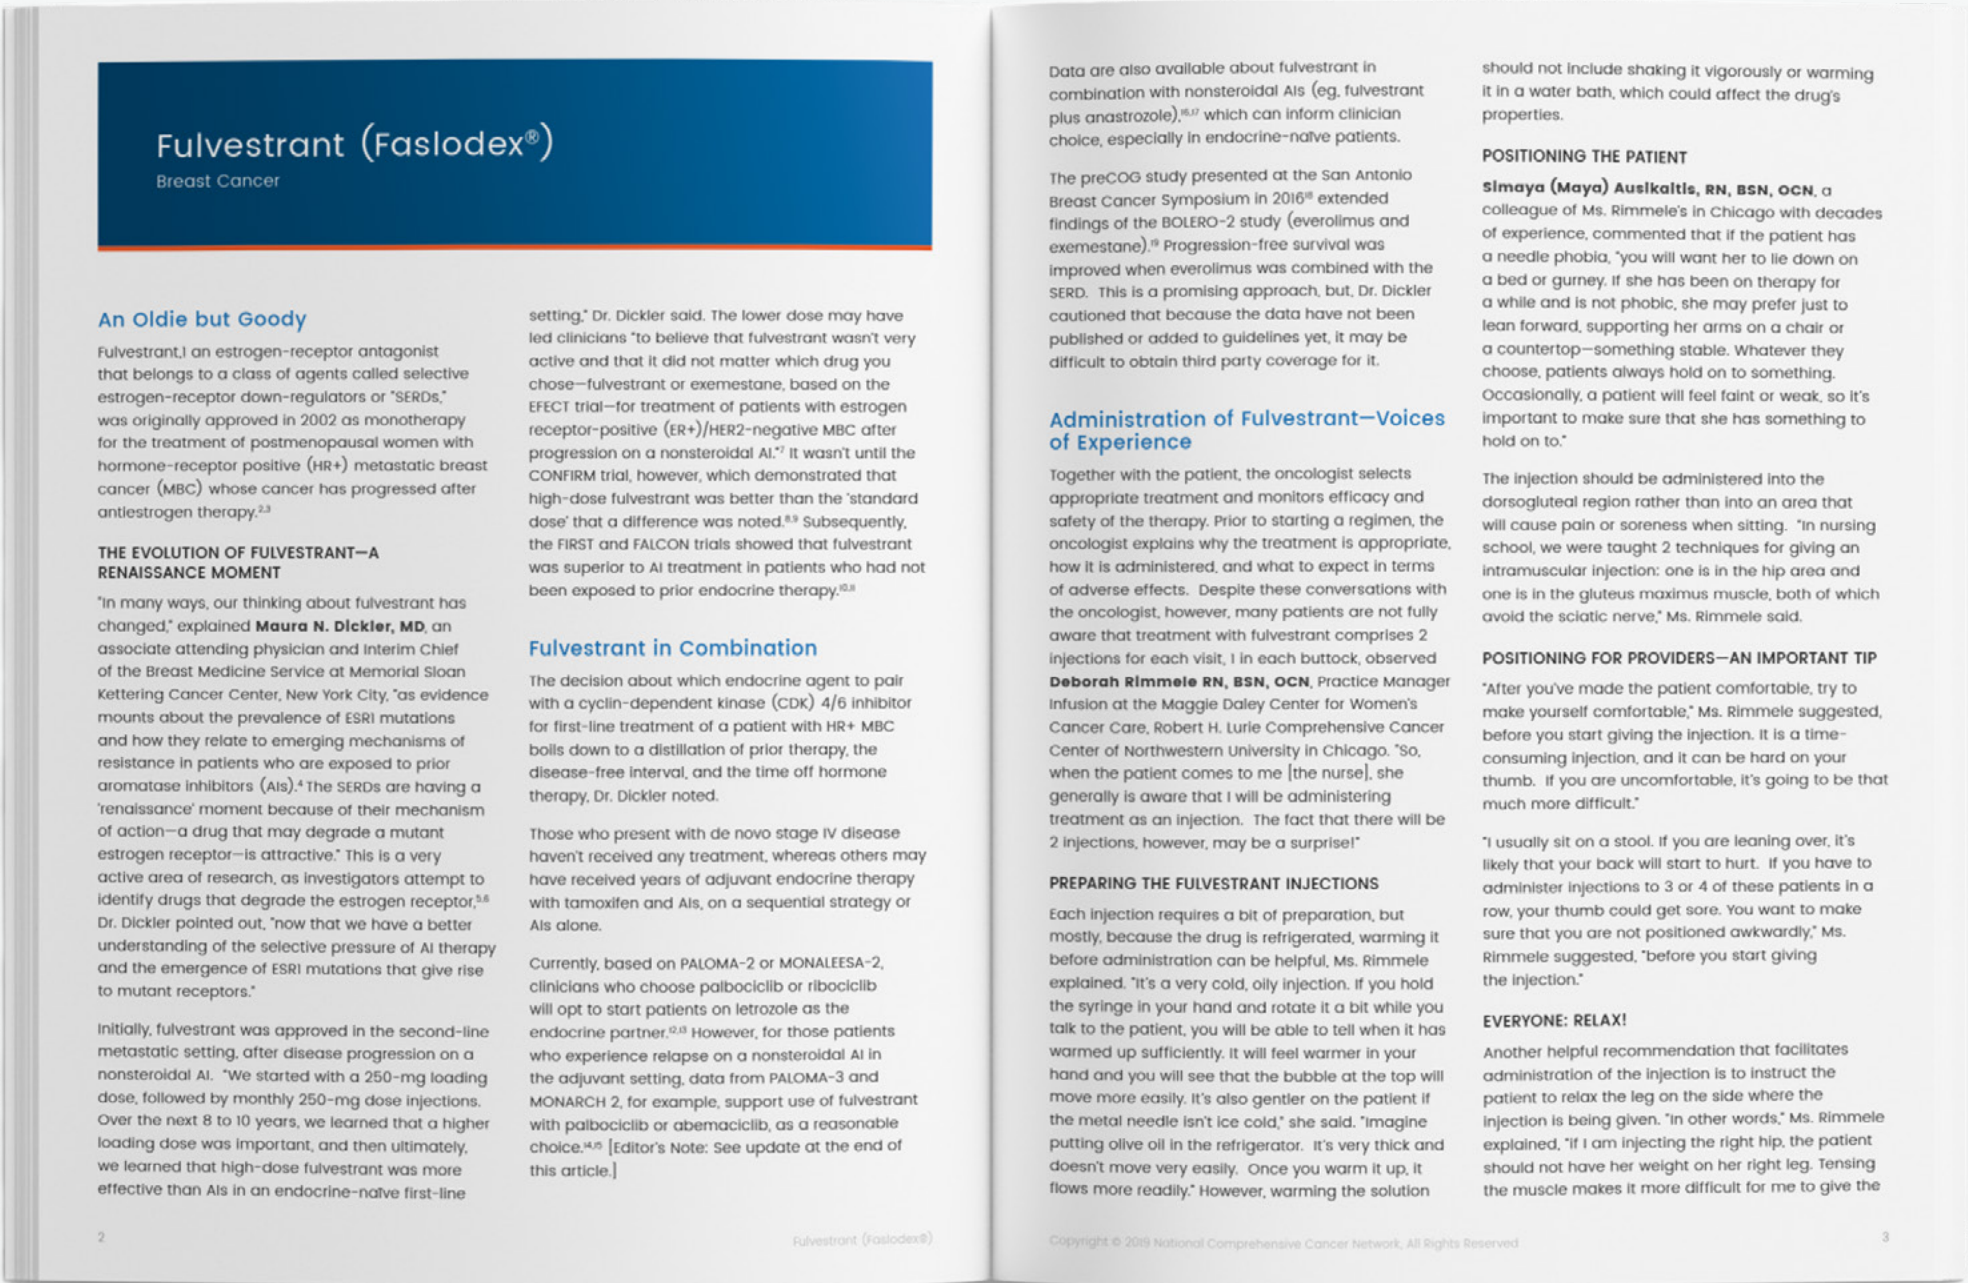 Fulvestrant (Faslodex®)
Breast Cancer
An Oldie but Goody
Fulvestrant,1 an estrogen-receptor antagonist
that belongs to a class of agents called selective
estrogen-receptor down-regulators or "SERDs,"
was originally approved in 2002 as monotherapy
for the treatment of postmenopausal women with
hormone-receptor positive (HR+) metastatic breast
cancer (MBC) whose cancer has progressed after
antiestrogen therapy.2,3
THE EVOLUTION OF FULVESTRANT—A
RENAISSANCE MOMENT
"In many ways, our thinking about fulvestrant has
changed," explained Maura N. Dickler, MD, an
associate attending physician and Interim Chief
of the Breast Medicine Service at Memorial Sloan
Kettering Cancer Center, New York City, "as evidence
mounts about the prevalence of ESR1 mutations
and how they relate to emerging mechanisms of
resistance in patients who are exposed to prior
aromatase inhibitors (AIs).4 The SERDs are having a
'renaissance' moment because of their mechanism
of action—a drug that may degrade a mutant
estrogen receptor—is attractive." This is a very
active area of research, as investigators attempt to
identify drugs that degrade the estrogen receptor,5,6
Dr. Dickler pointed out, "now that we have a better
understanding of the selective pressure of AI therapy
and the emergence of ESR1 mutations that give rise
to mutant receptors."
Initially, fulvestrant was approved in the second-line
metastatic setting, after disease progression on a
nonsteroidal AI. "We started with a 250-mg loading
dose, followed by monthly 250-mg dose injections.
Over the next 8 to 10 years, we learned that a higher
loading dose was important, and then ultimately,
we learned that high-dose fulvestrant was more
effective than AIs in an endocrine-naïve first-line
setting," Dr. Dickler said. The lower dose may have
led clinicians "to believe that fulvestrant wasn't very
active and that it did not matter which drug you
chose—fulvestrant or exemestane, based on the
EFECT trial—for treatment of patients with estrogen
receptor-positive (ER+)/HER2-negative MBC after
progression on a nonsteroidal AI."7 It wasn't until the
CONFIRM trial, however, which demonstrated that
high-dose fulvestrant was better than the 'standard
dose' that a difference was noted.8,9 Subsequently,
the FIRST and FALCON trials showed that fulvestrant
was superior to AI treatment in patients who had not
been exposed to prior endocrine therapy.10,11
Fulvestrant in Combination
The decision about which endocrine agent to pair
with a cyclin-dependent kinase (CDK) 4/6 inhibitor
for first-line treatment of a patient with HR+ MBC
boils down to a distillation of prior therapy, the
disease-free interval, and the time off hormone
therapy, Dr. Dickler noted.
Those who present with de novo stage IV disease
haven't received any treatment, whereas others may
have received years of adjuvant endocrine therapy
with tamoxifen and AIs, on a sequential strategy or
AIs alone.
Currently, based on PALOMA-2 or MONALEESA-2,
clinicians who choose palbociclib or ribociclib
will opt to start patients on letrozole as the
endocrine partner.12,13 However, for those patients
who experience relapse on a nonsteroidal AI in
the adjuvant setting, data from PALOMA-3 and
MONARCH 2, for example, support use of fulvestrant
with palbociclib or abemaciclib, as a reasonable
choice.14,15 [Editor's Note: See update at the end of
this article.]
2
Fulvestrant (Faslodex®)
Data are also available about fulvestrant in
combination with nonsteroidal AIs (eg, fulvestrant
plus anastrozole),16,17 which can inform clinician
choice, especially in endocrine-naïve patients.
The preCOG study presented at the San Antonio
Breast Cancer Symposium in 201618 extended
findings of the BOLERO-2 study (everolimus and
exemestane).19 Progression-free survival was
improved when everolimus was combined with the
SERD. This is a promising approach, but, Dr. Dickler
cautioned that because the data have not been
published or added to guidelines yet, it may be
difficult to obtain third party coverage for it.
Administration of Fulvestrant—Voices
of Experience
Together with the patient, the oncologist selects
appropriate treatment and monitors efficacy and
safety of the therapy. Prior to starting a regimen, the
oncologist explains why the treatment is appropriate,
how it is administered, and what to expect in terms
of adverse effects. Despite these conversations with
the oncologist, however, many patients are not fully
aware that treatment with fulvestrant comprises 2
injections for each visit, 1 in each buttock, observed
Deborah Rimmele RN, BSN, OCN, Practice Manager
Infusion at the Maggie Daley Center for Women's
Cancer Care, Robert H. Lurie Comprehensive Cancer
Center of Northwestern University in Chicago. "So,
when the patient comes to me [the nurse], she
generally is aware that I will be administering
treatment as an injection. The fact that there will be
2 injections, however, may be a surprise!"
PREPARING THE FULVESTRANT INJECTIONS
Each injection requires a bit of preparation, but
mostly, because the drug is refrigerated, warming it
before administration can be helpful, Ms. Rimmele
explained. "It's a very cold, oily injection. If you hold
the syringe in your hand and rotate it a bit while you
talk to the patient, you will be able to tell when it has
warmed up sufficiently. It will feel warmer in your
hand and you will see that the bubble at the top will
move more easily. It's also gentler on the patient if
the metal needle isn't ice cold," she said. "Imagine
putting olive oil in the refrigerator. It's very thick and
doesn't move very easily. Once you warm it up, it
flows more readily." However, warming the solution
should not include shaking it vigorously or warming
it in a water bath, which could affect the drug's
properties.
POSITIONING THE PATIENT
Simaya (Maya) Ausikaitis, RN, BSN, OCN, a
colleague of Ms. Rimmele's in Chicago with decades
of experience, commented that if the patient has
a needle phobia, "you will want her to lie down on
a bed or gurney. If she has been on therapy for
a while and is not phobic, she may prefer just to
lean forward, supporting her arms on a chair or
a countertop—something stable. Whatever they
choose, patients always hold on to something.
Occasionally, a patient will feel faint or weak, so it's
important to make sure that she has something to
hold on to."
The injection should be administered into the
dorsogluteal region rather than into an area that
will cause pain or soreness when sitting. "In nursing
school, we were taught 2 techniques for giving an
intramuscular injection: one is in the hip area and
one is in the gluteus maximus muscle, both of which
avoid the sciatic nerve," Ms. Rimmele said.
POSITIONING FOR PROVIDERS—AN IMPORTANT TIP
"After you've made the patient comfortable, try to
make yourself comfortable," Ms. Rimmele suggested,
before you start giving the injection. It is a time-
consuming injection, and it can be hard on your
thumb. If you are uncomfortable, it's going to be that
much more difficult."
"I usually sit on a stool. If you are leaning over, it's
likely that your back will start to hurt. If you have to
administer injections to 3 or 4 of these patients in a
row, your thumb could get sore. You want to make
sure that you are not positioned awkwardly," Ms.
Rimmele suggested, "before you start giving
the injection."
EVERYONE: RELAX!
Another helpful recommendation that facilitates
administration of the injection is to instruct the
patient to relax the leg on the side where the
injection is being given. "In other words," Ms. Rimmele
explained, "if I am injecting the right hip, the patient
should not have her weight on her right leg. Tensing
the muscle makes it more difficult for me to give the
Copyright © 2019 National Comprehensive Cancer Network, All Rights Reserved
3